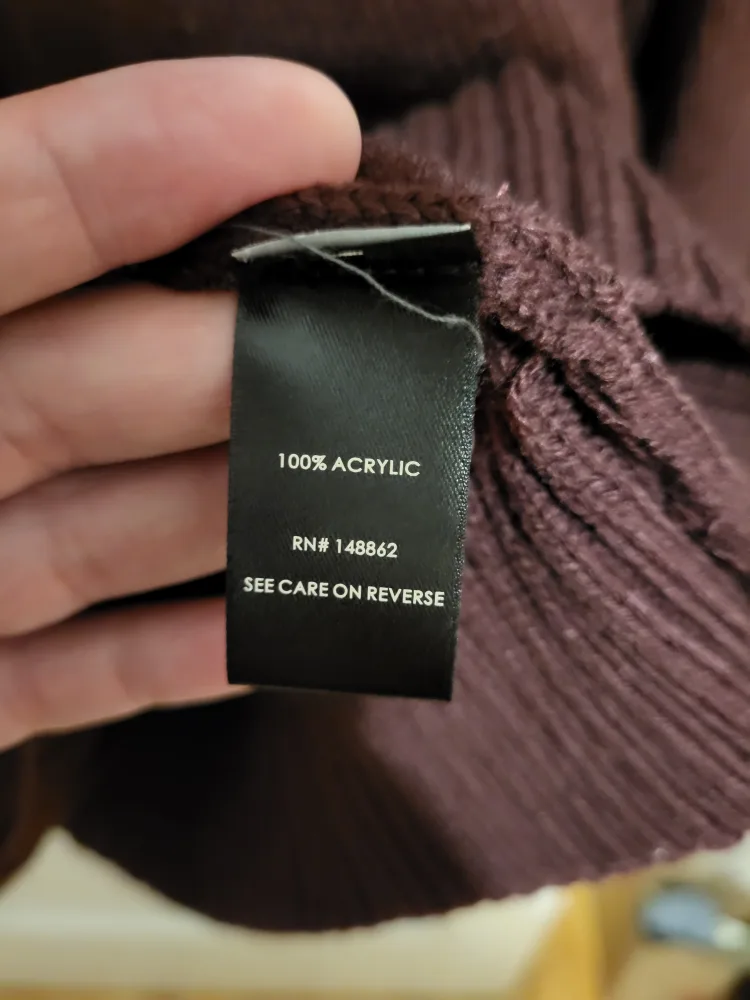 100% ACRYLIC
RN# 148862
SEE CARE ON REVERSE